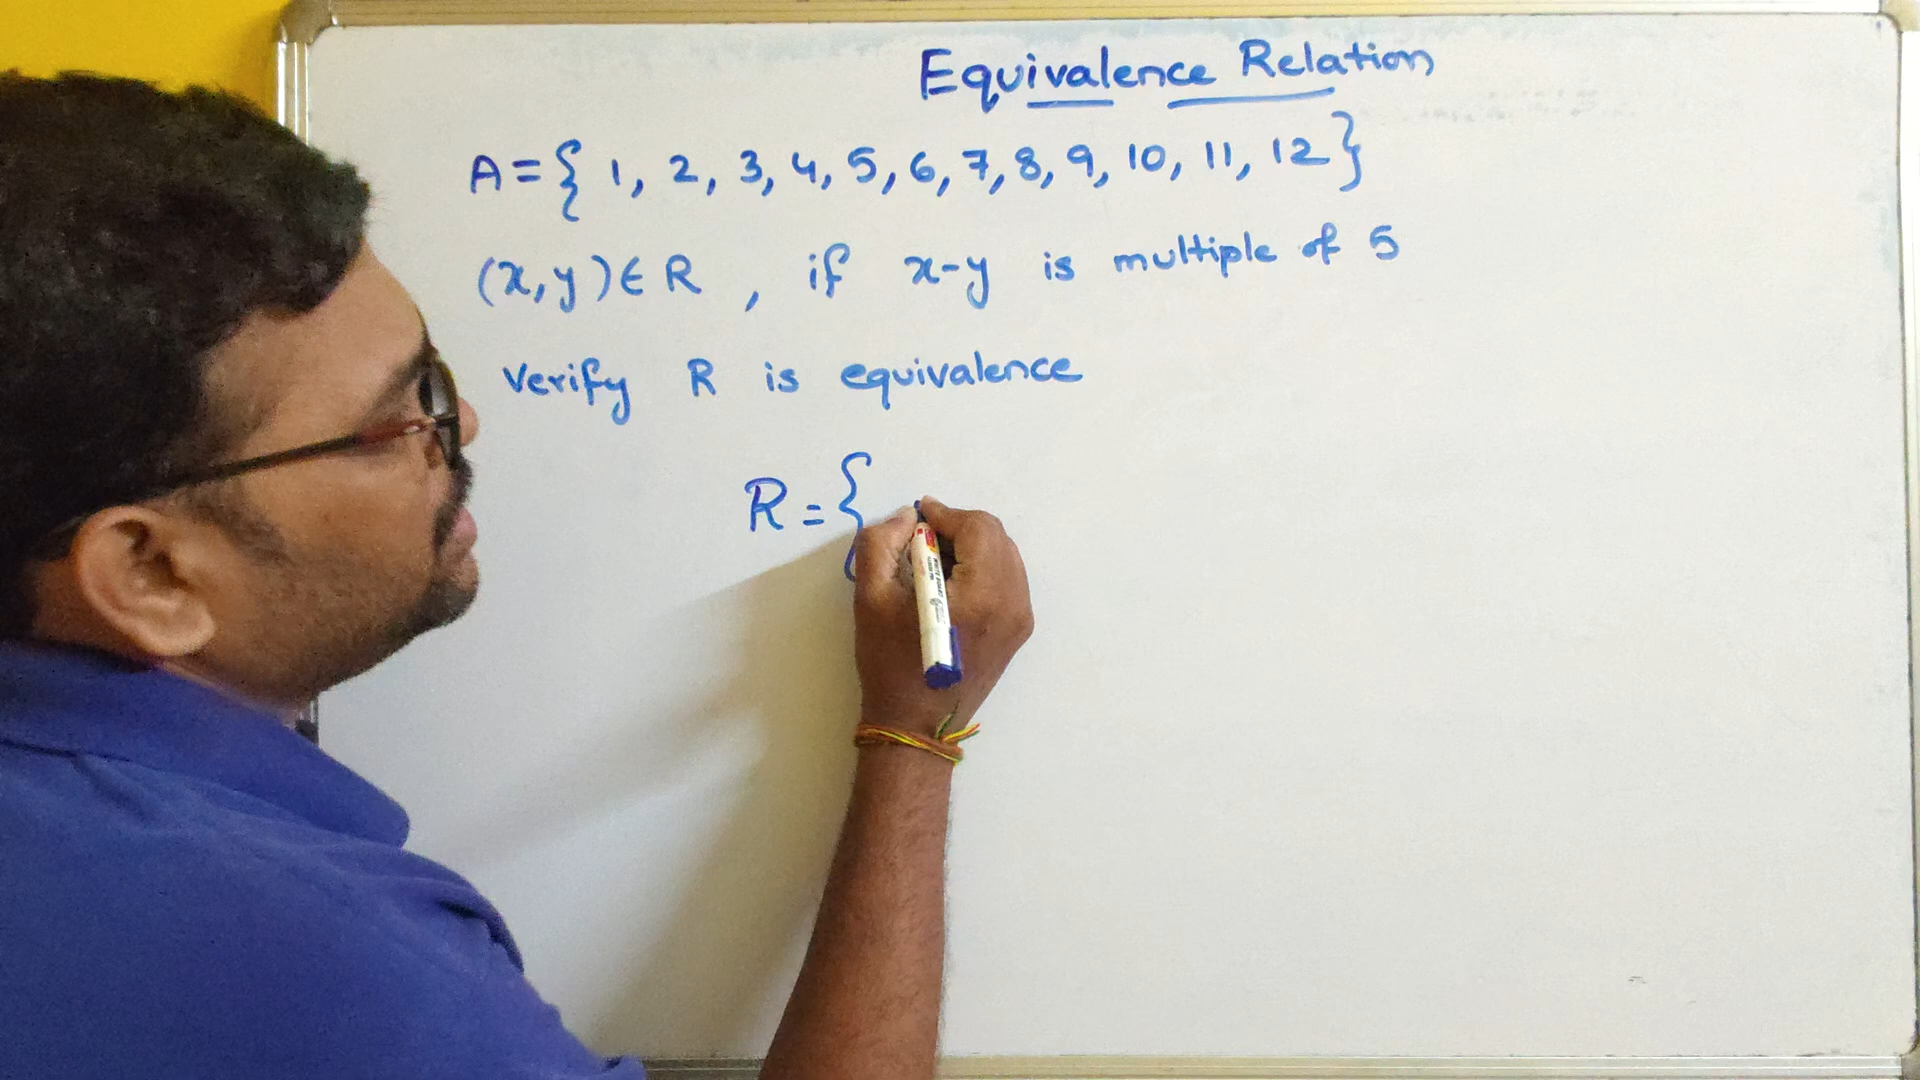 Equivalence Relation
A = { 1, 2, 3, 4, 5, 6, 7, 8, 9, 10, 11, 12 }
(x, y) ∈ R , if x-y is multiple of 5
Verify R is equivalence
R = {